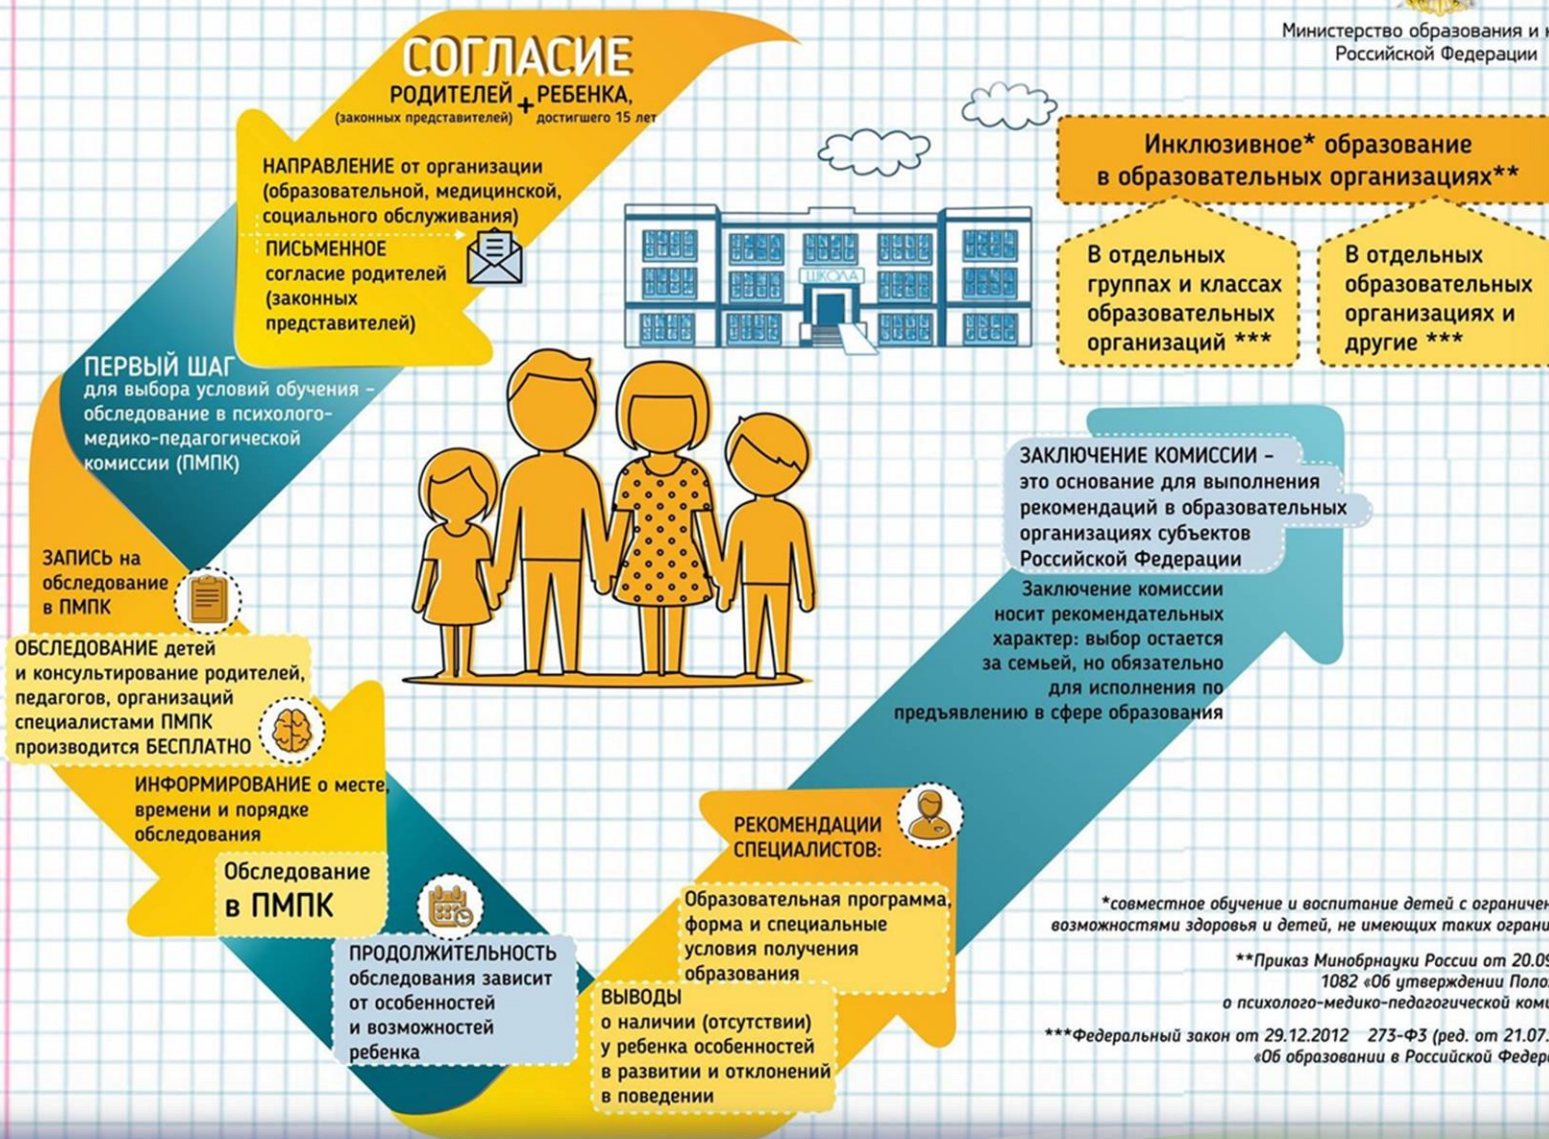 СОГЛАСИЕ
РОДИТЕЛЕЙ + РЕБЕНКА,
(законных представителей) достигшего 15 лет
НАПРАВЛЕНИЕ от организации
(образовательной, медицинской,
социального обслуживания)
ПИСЬМЕННОЕ
согласие родителей
(законных
представителей)
ПЕРВЫЙ ШАГ
для выбора условий обучения –
обследование в психолого-
медико-педагогической
комиссии (ПМПК)
ЗАПИСЬ на
обследование
в ПМПК
ОБСЛЕДОВАНИЕ детей
и консультирование родителей,
педагогов, организаций
специалистами ПМПК
производится БЕСПЛАТНО
ИНФОРМИРОВАНИЕ о месте,
времени и порядке
обследования
Обследование
в ПМПК
ПРОДОЛЖИТЕЛЬНОСТЬ
обследования зависит
от особенностей
и возможностей
ребенка
ВЫВОДЫ
о наличии (отсутствии)
у ребенка особенностей
в развитии и отклонений
в поведении
РЕКОМЕНДАЦИИ
СПЕЦИАЛИСТОВ:
Образовательная программа,
форма и специальные
условия получения
образования
ЗАКЛЮЧЕНИЕ КОМИССИИ –
это основание для выполнения
рекомендаций в образовательных
организациях субъектов
Российской Федерации
Заключение комиссии
носит рекомендательных
характер: выбор остается
за семьей, но обязательно
для исполнения по
предъявлению в сфере образования
ШКОЛА
Министерство образования и
Российской Федерации
Инклюзивное* образование
в образовательных организациях**
В отдельных
группах и классах
образовательных
организаций ***
В отдельных
образовательных
организациях и
другие ***
*совместное обучение и воспитание детей с ограничен
возможностями здоровья и детей, не имеющих таких ограни
**Приказ Минобрнауки России от 20.09
1082 «Об утверждении Поло
о психолого-медико-педагогической коми
***Федеральный закон от 29.12.2012 273-ФЗ (ред. от 21.07.
«Об образовании в Российской Федера